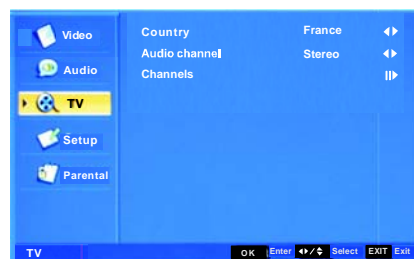 Video
Audio
TV
Setup
Parental
Country France
Audio channel Stereo
Channels
TV OK Enter Select EXIT Exit